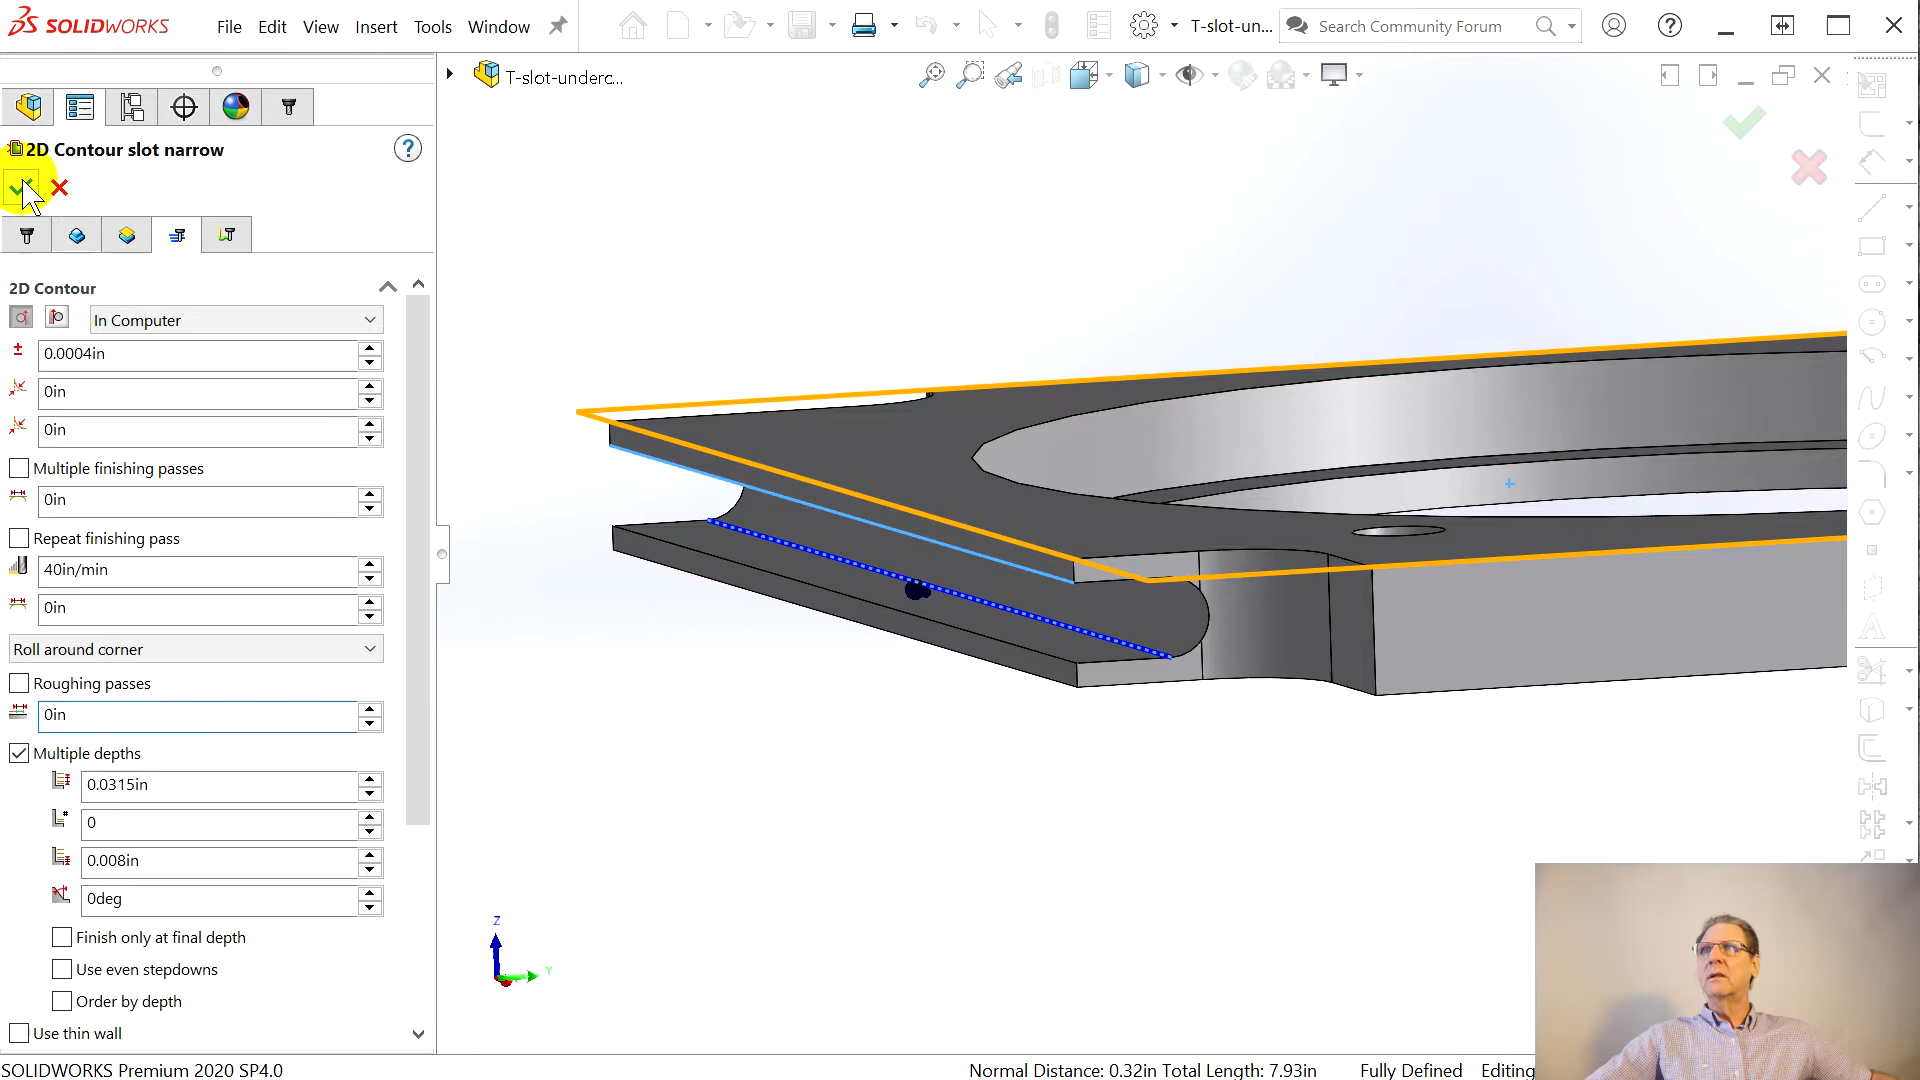 SOLIDWORKS
File Edit View Insert Tools Window
T-slot-un...
Search Community Forum
T-slot-underc...
2D Contour slot narrow
2D Contour
In Computer
0.0004in
0in
0in
Multiple finishing passes
0in
Repeat finishing pass
40in/min
0in
Roll around corner
Roughing passes
0in
Multiple depths
0.0315in
0
0.008in
0deg
Finish only at final depth
Use even stepdowns
Order by depth
Use thin wall
Z
Y
SOLIDWORKS Premium 2020 SP4.0
Normal Distance: 0.32in Total Length: 7.93in
Fully Defined
Editing